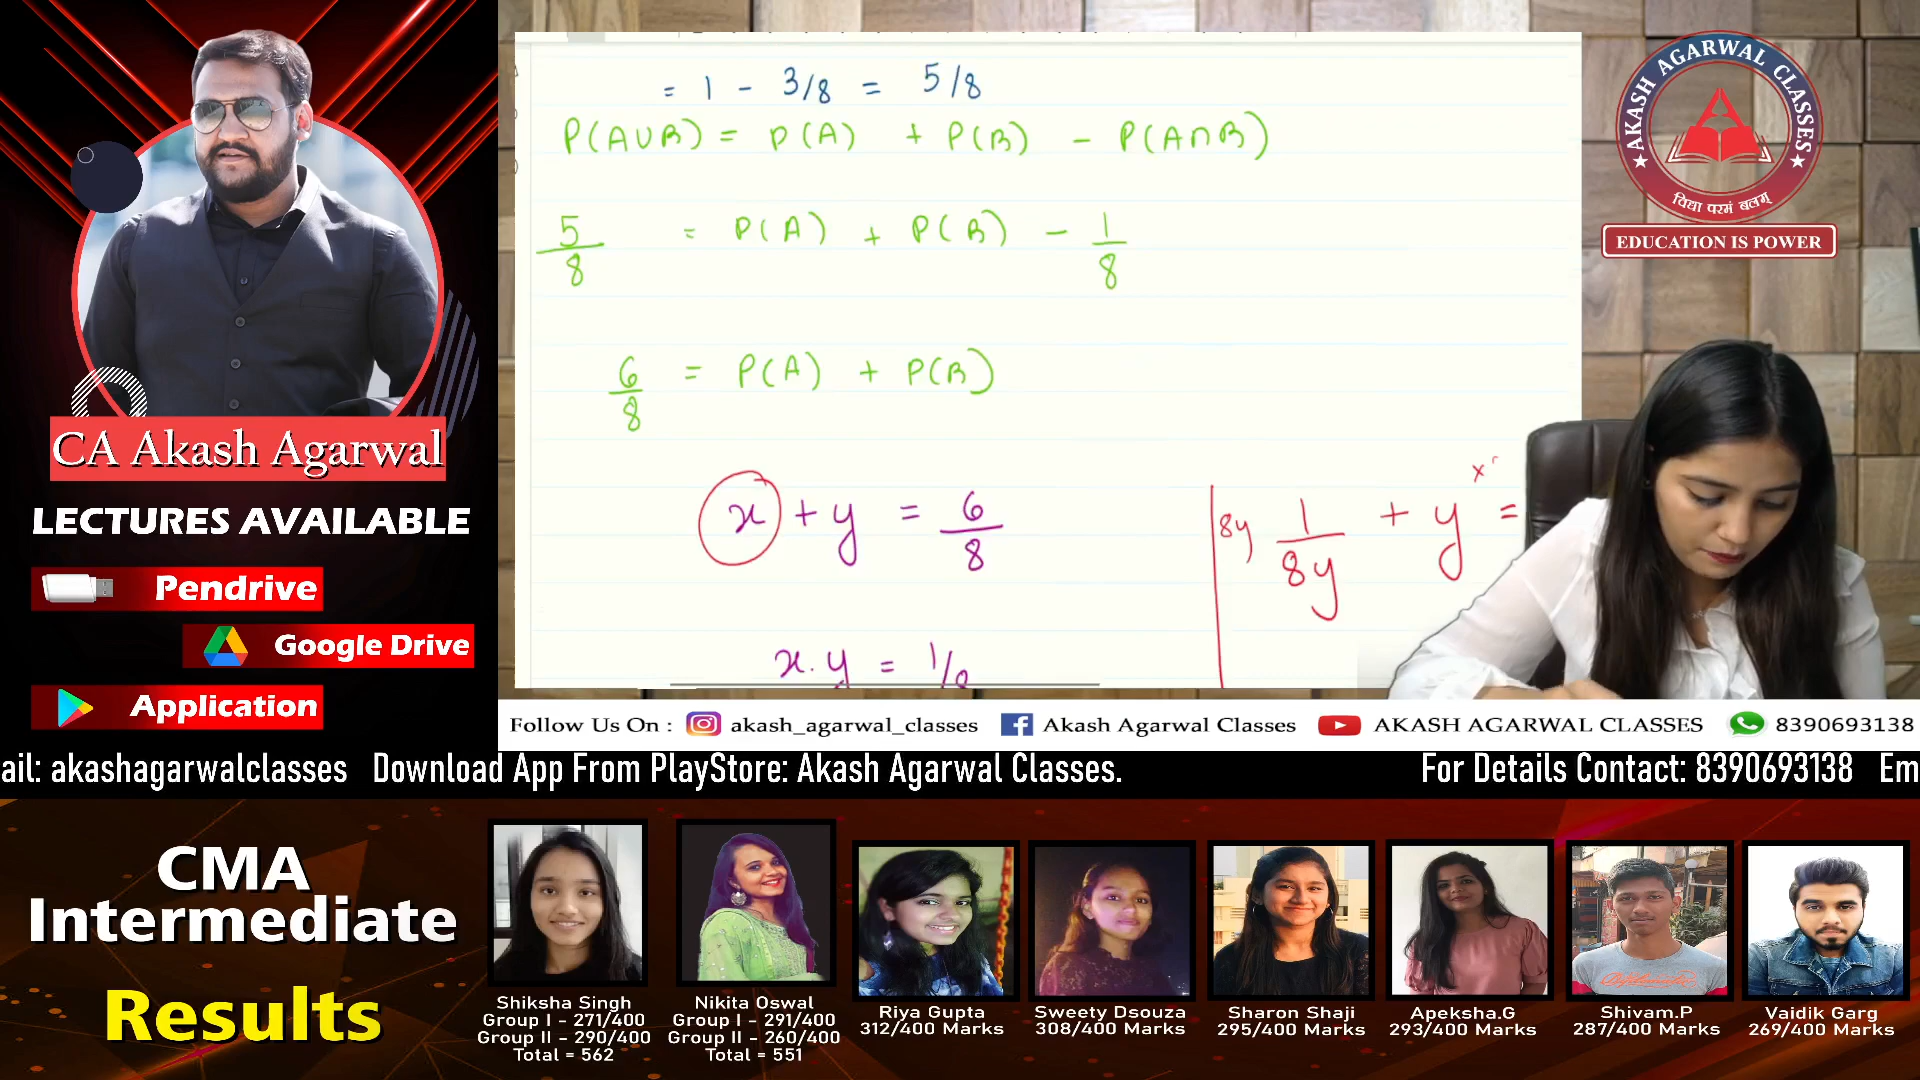 = 1 - 3/8 = 5/8
P(A∪B) = P(A) + P(B) - P(A∩B)
5/8 = P(A) + P(B) - 1/8
6/8 = P(A) + P(B)
x + y = 6/8
x.y = 1/8
8y 1/8y + y =
AKASH AGARWAL CLASSES
विद्या परमं बलम्
EDUCATION IS POWER
CA Akash Agarwal
LECTURES AVAILABLE
Pendrive
Google Drive
Application
Follow Us On : akash_agarwal_classes Akash Agarwal Classes AKASH AGARWAL CLASSES 8390693138
ail: akashagarwalclasses Download App From PlayStore: Akash Agarwal Classes. For Details Contact: 8390693138 Em
CMA
Intermediate
Results
Shiksha Singh
Group I - 271/400
Group II - 290/400
Total = 562
Nikita Oswal
Group I - 291/400
Group II - 260/400
Total = 551
Riya Gupta
312/400 Marks
Sweety Dsouza
308/400 Marks
Sharon Shaji
295/400 Marks
Apeksha.G
293/400 Marks
Shivam.P
287/400 Marks
Vaidik Garg
269/400 Marks